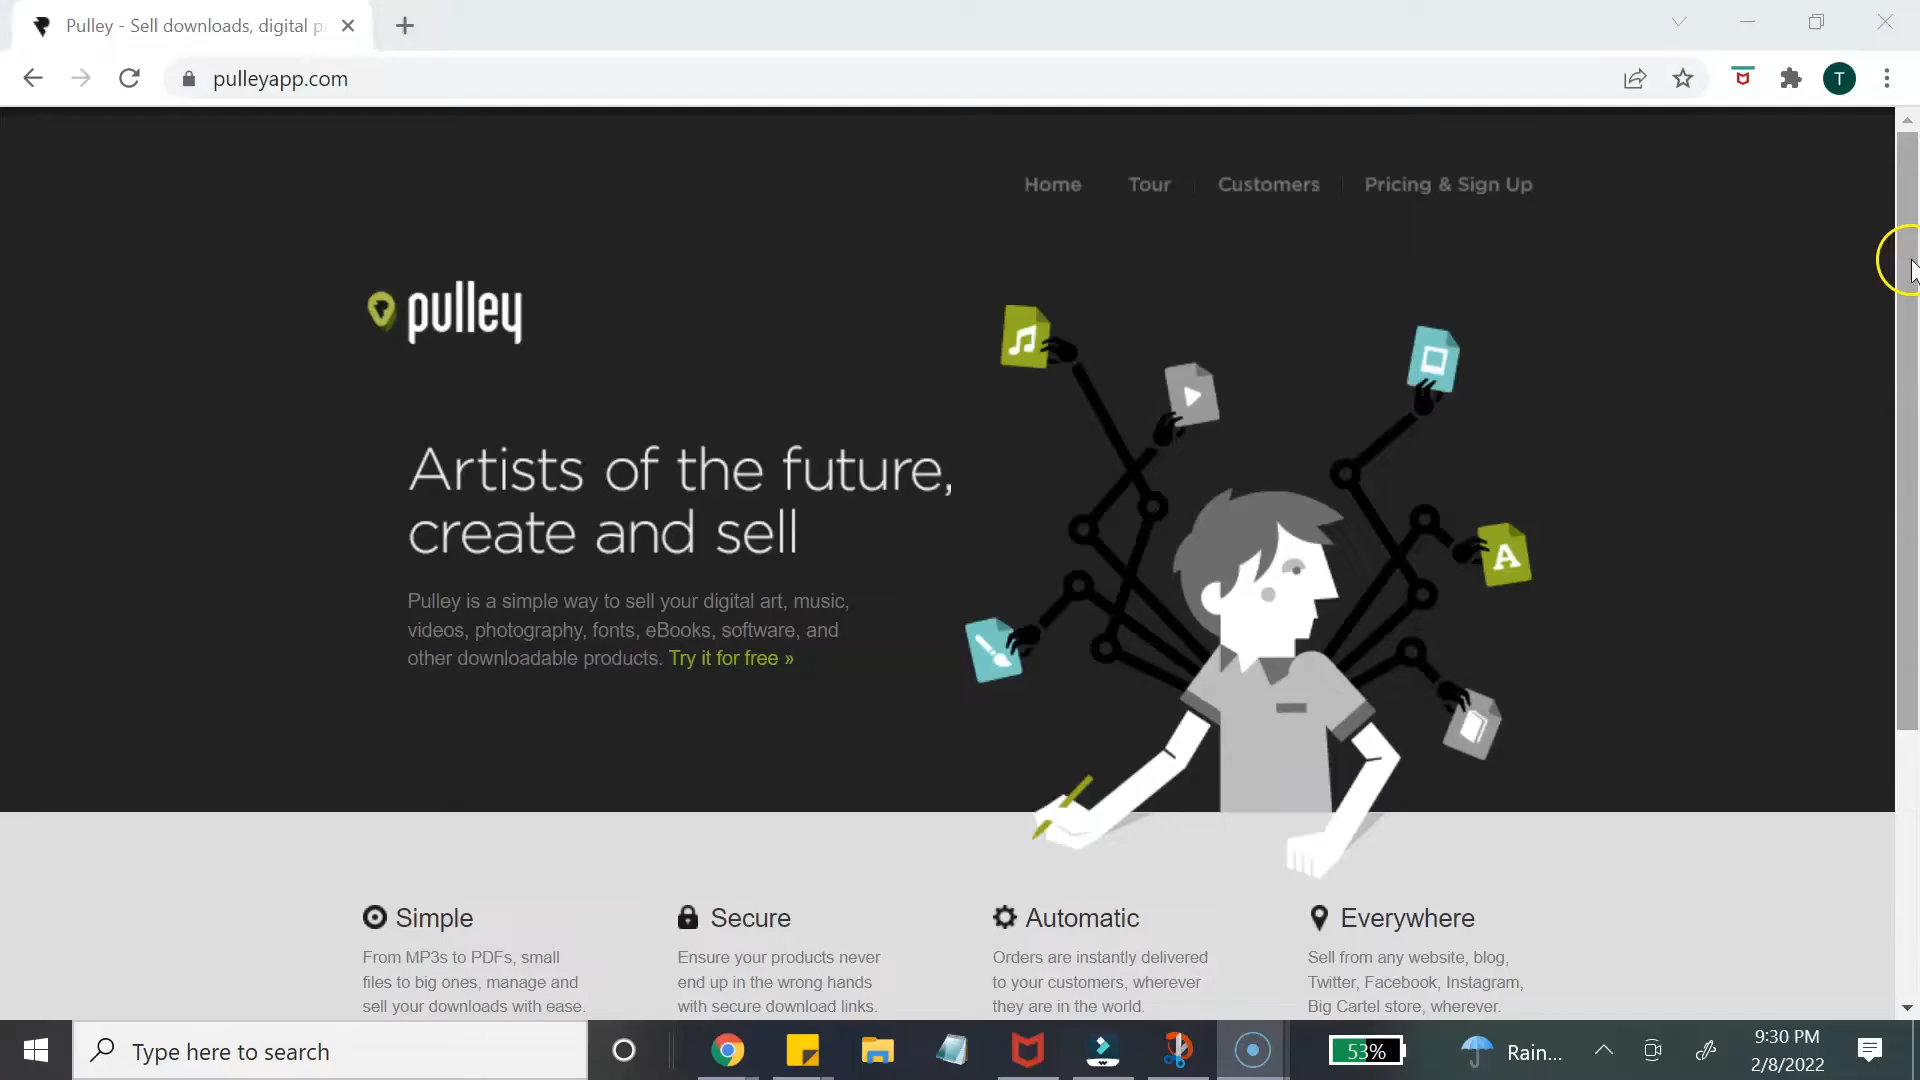 Pulley - Sell downloads, digital p
pulleyapp.com
T
Home
Tour
Customers
Pricing & Sign Up
pulley
Artists of the future,
create and sell
A
Pulley is a simple way to sell your digital art, music,
videos, photography, fonts, eBooks, software, and
other downloadable products. Try it for free »
Simple
From MP3s to PDFs, small
files to big ones, manage and
sell your downloads with ease.
Secure
Ensure your products never
end up in the wrong hands
with secure download links.
Automatic
Orders are instantly delivered
to your customers, wherever
they are in the world.
Everywhere
Sell from any website, blog,
Twitter, Facebook, Instagram,
Big Cartel store, wherever.
Type here to search
53%
Rain...
9:30 PM
2/8/2022